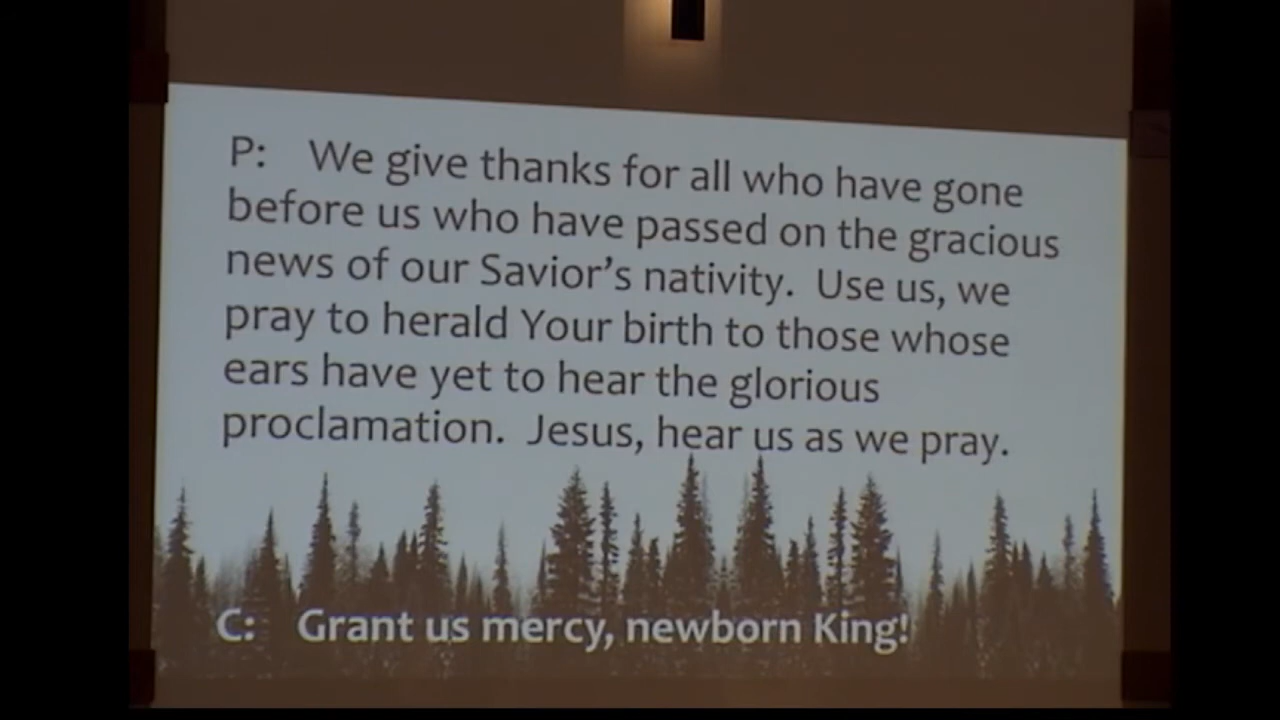 P: We give thanks for all who have gone
before us who have passed on the gracious
news of our Savior’s nativity. Use us, we
pray to herald Your birth to those whose
ears have yet to hear the glorious
proclamation. Jesus, hear us as we pray.
C: Grant us mercy, newborn King!